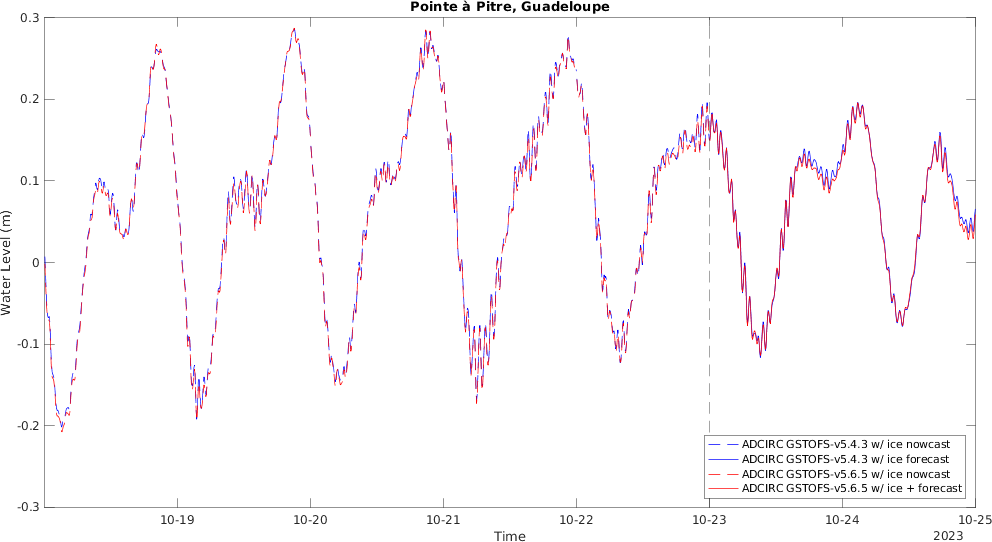 Pointe à Pitre, Guadeloupe
0.3
0.2
0.1
0
-0.1
-0.2
-0.3
Water Level (m)
10-19
10-20
10-21
10-22
10-23
10-24
10-25
Time
2023
ADCIRC GSTOFS-v5.4.3 w/ ice nowcast
ADCIRC GSTOFS-v5.4.3 w/ ice forecast
ADCIRC GSTOFS-v5.6.5 w/ ice nowcast
ADCIRC GSTOFS-v5.6.5 w/ ice + forecast